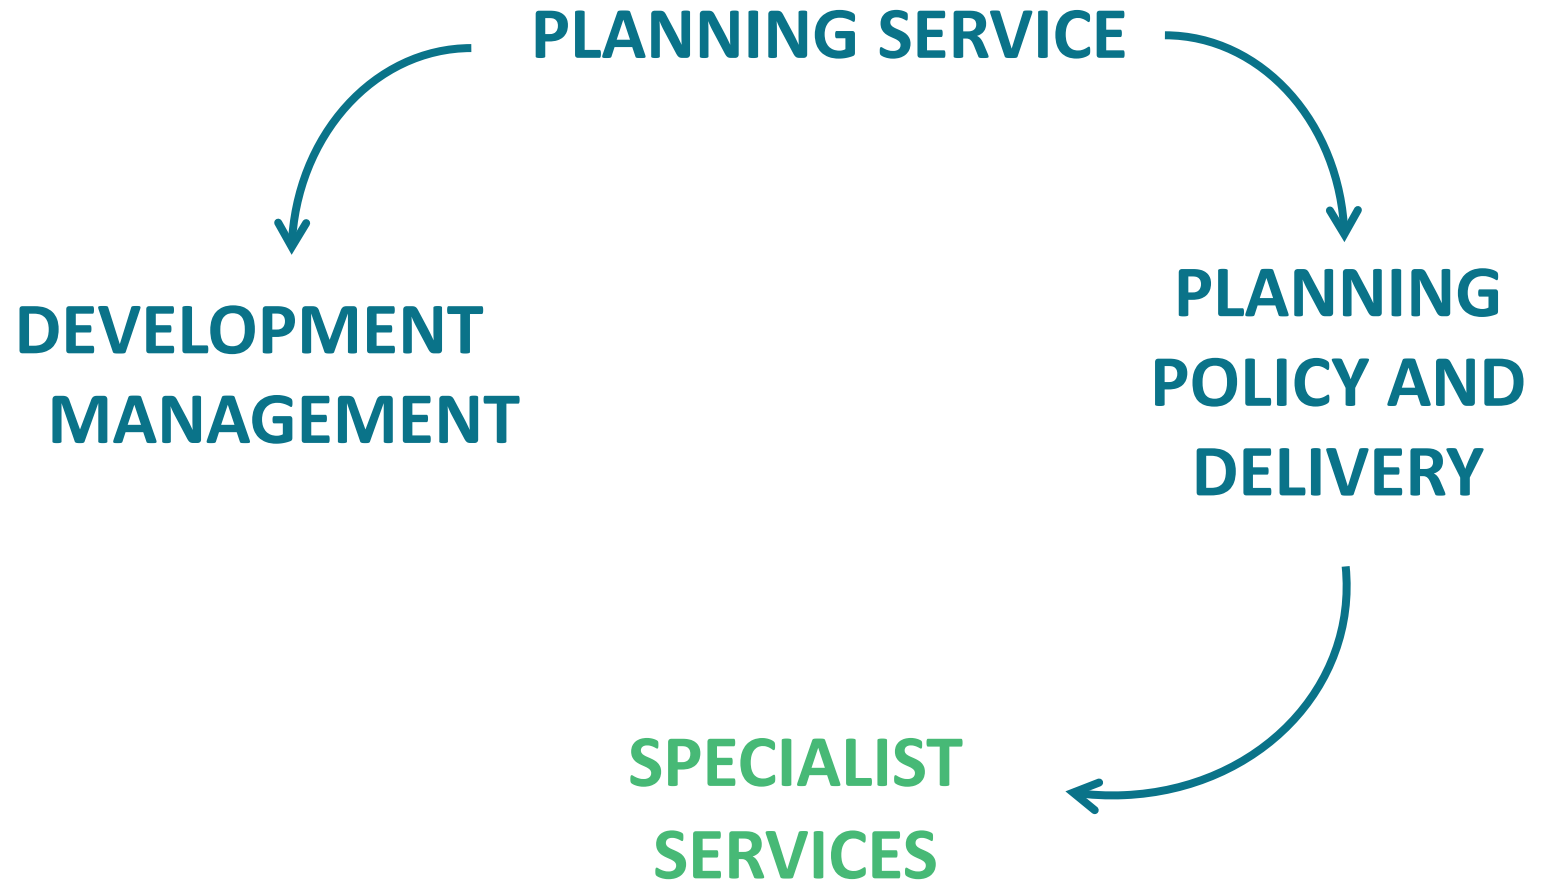 PLANNING SERVICE
DEVELOPMENT
MANAGEMENT
PLANNING
POLICY AND
DELIVERY
SPECIALIST
SERVICES